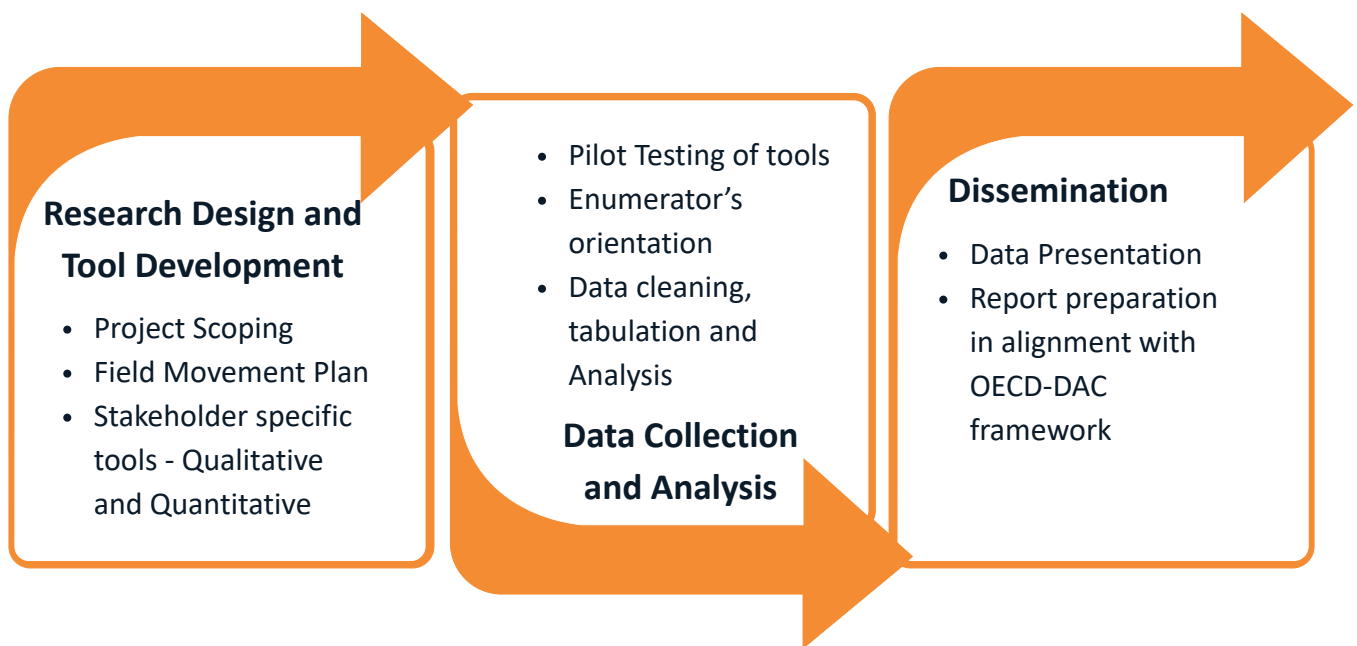 Research Design and
Tool Development
• Project Scoping
• Field Movement Plan
• Stakeholder specific
tools - Qualitative
and Quantitative
• Pilot Testing of tools
• Enumerator’s
orientation
• Data cleaning,
tabulation and
Analysis
Data Collection
and Analysis
Dissemination
• Data Presentation
• Report preparation
in alignment with
OECD-DAC
framework